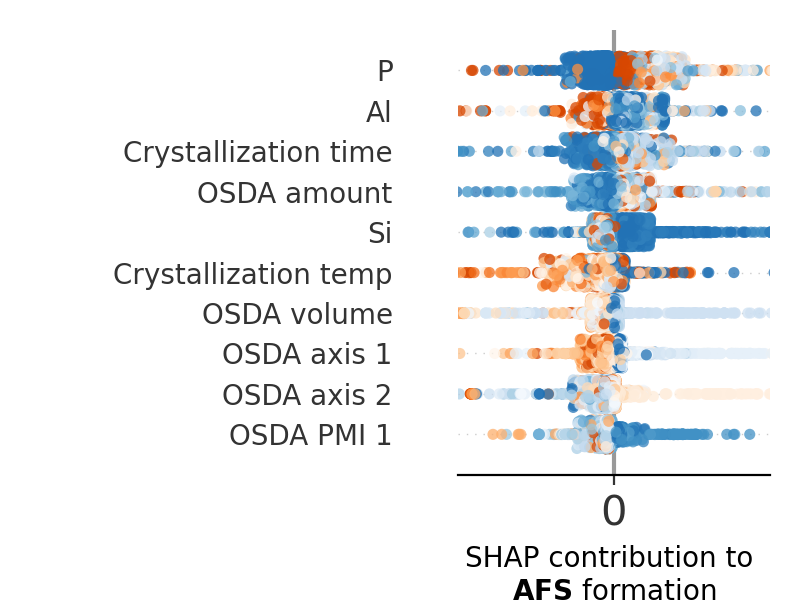 P
Al
Crystallization time
OSDA amount
Si
Crystallization temp
OSDA volume
OSDA axis 1
OSDA axis 2
OSDA PMI 1
0
SHAP contribution to
AFS formation